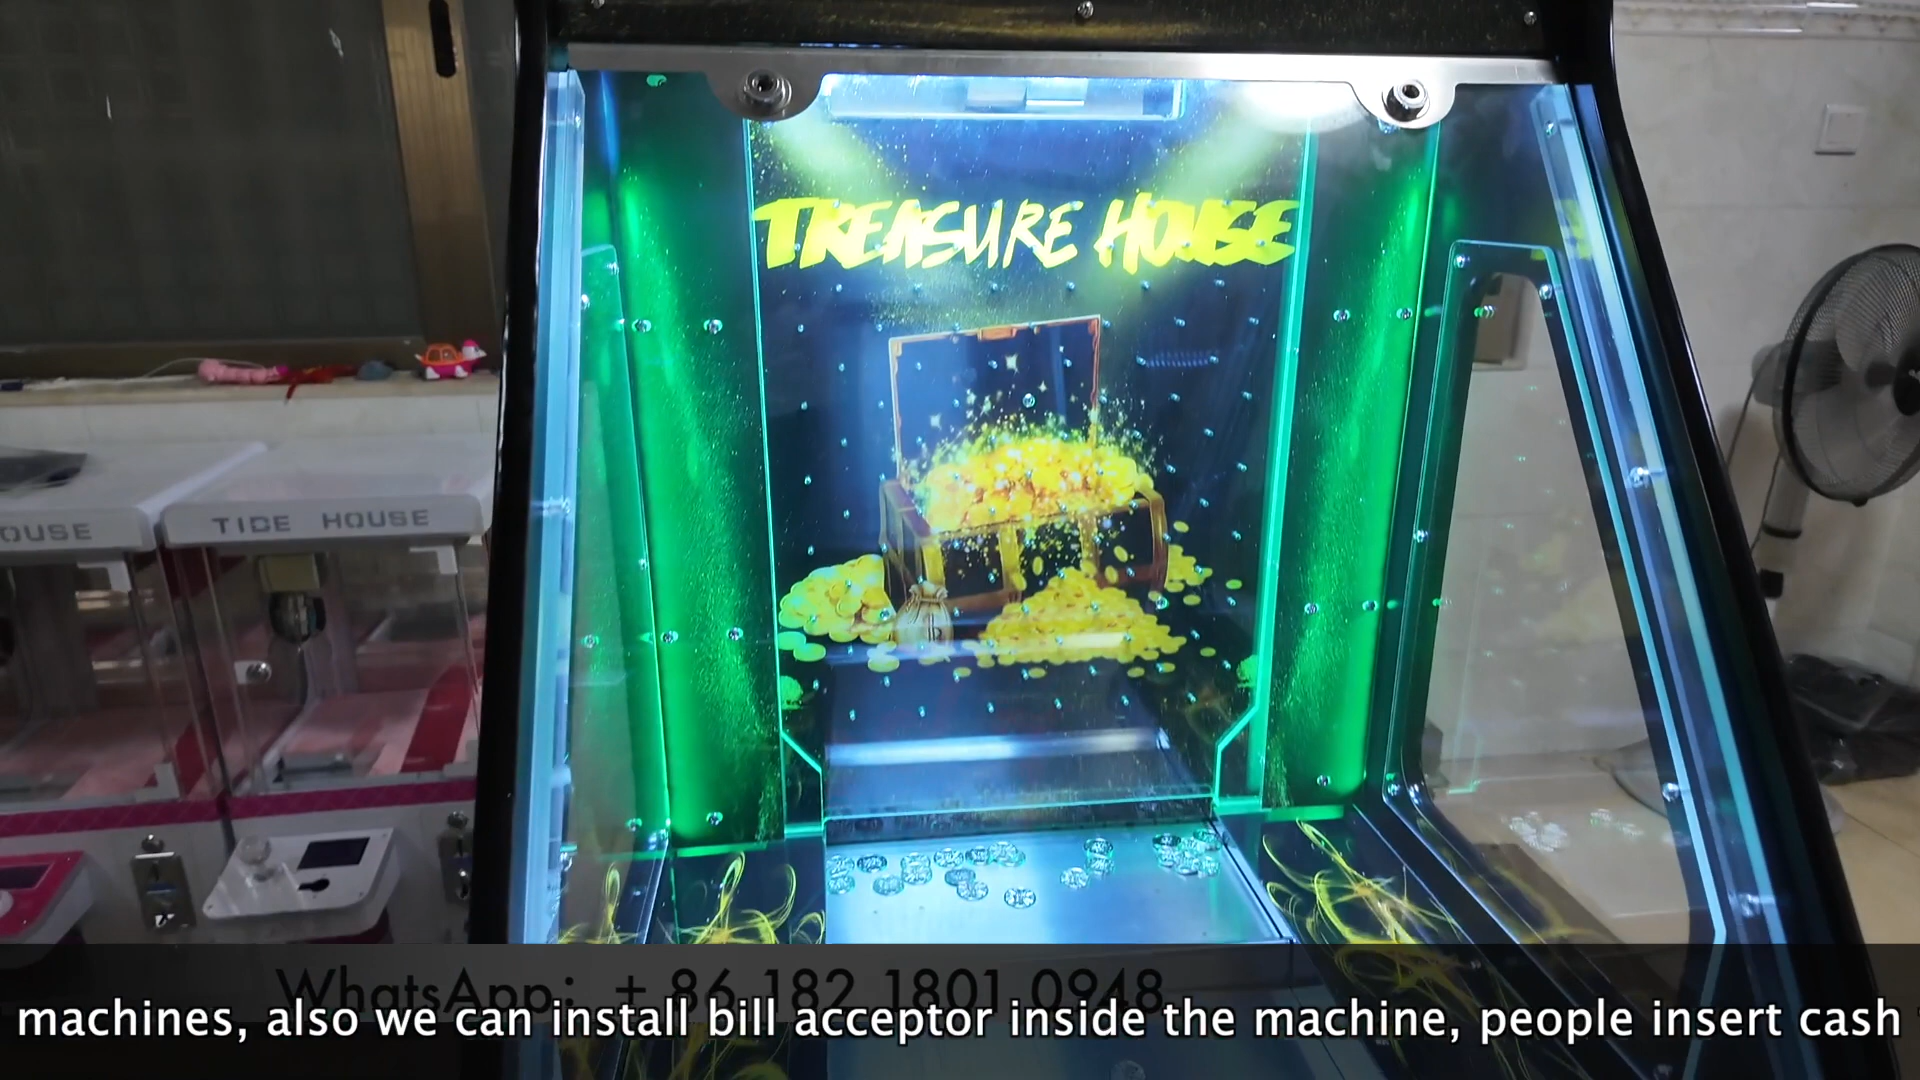 TREASURE HOUSE
OUSE
TIDE HOUSE
WhatsApp: + 86 182 1801 0948
machines, also we can install bill acceptor inside the machine, people insert cash